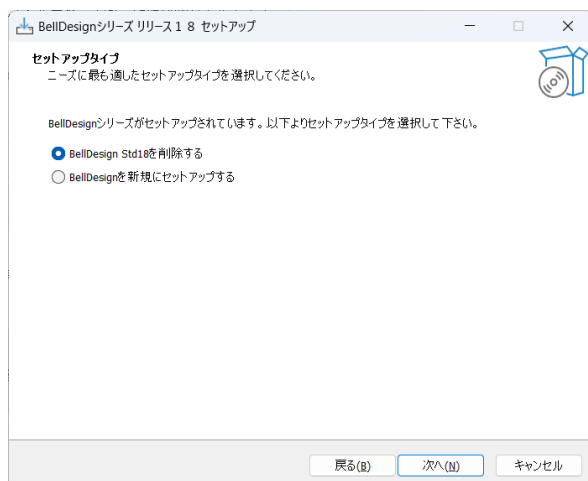 BellDesignシリーズ リリース１８ セットアップ
セットアップタイプ
ニーズに最も適したセットアップタイプを選択してください。
BellDesignシリーズがセットアップされています。以下よりセットアップタイプを選択して下さい。
BellDesign Std18を削除する
BellDesignを新規にセットアップする
戻る(B)
次へ(N)
キャンセル